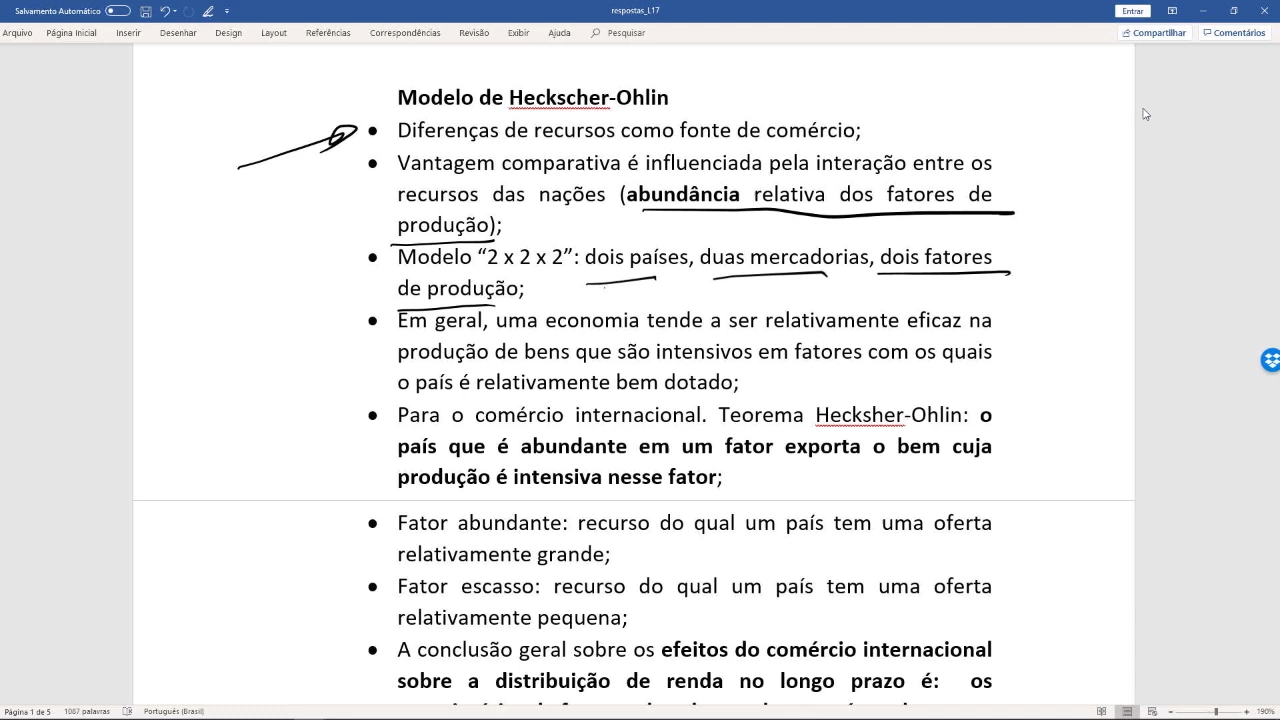 Salvamento Automático
respostas_L17
Entrar
Arquivo Página Inicial Inserir Desenhar Design Layout Referências Correspondências Revisão Exibir Ajuda Pesquisar Compartilhar Comentários
Modelo de Heckscher-Ohlin
● Diferenças de recursos como fonte de comércio;
● Vantagem comparativa é influenciada pela interação entre os
recursos das nações (abundância relativa dos fatores de
produção);
● Modelo “2 x 2 x 2”: dois países, duas mercadorias, dois fatores
de produção;
● Em geral, uma economia tende a ser relativamente eficaz na
produção de bens que são intensivos em fatores com os quais
o país é relativamente bem dotado;
● Para o comércio internacional. Teorema Hecksher-Ohlin: o
país que é abundante em um fator exporta o bem cuja
produção é intensiva nesse fator;
● Fator abundante: recurso do qual um país tem uma oferta
relativamente grande;
● Fator escasso: recurso do qual um país tem uma oferta
relativamente pequena;
● A conclusão geral sobre os efeitos do comércio internacional
sobre a distribuição de renda no longo prazo é: os
Página 1 de 5 1087 palavras Português (Brasil) 190%